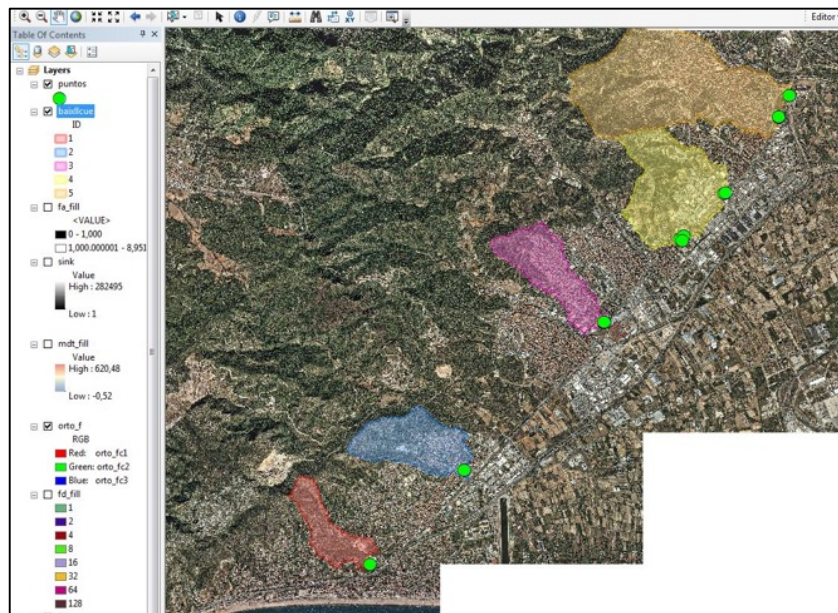 Editor
Table Of Contents
Layers
puntos
baixllcue
ID
1
2
3
4
5
fa_fill
<VALUE>
0 - 1,000
1,000.000001 - 8,951
sink
Value
High : 282495
Low : 1
mdt_fill
Value
High : 620,48
Low : -0,52
orto_f
RGB
Red: orto_fc1
Green: orto_fc2
Blue: orto_fc3
fd_fill
1
2
4
8
16
32
64
128